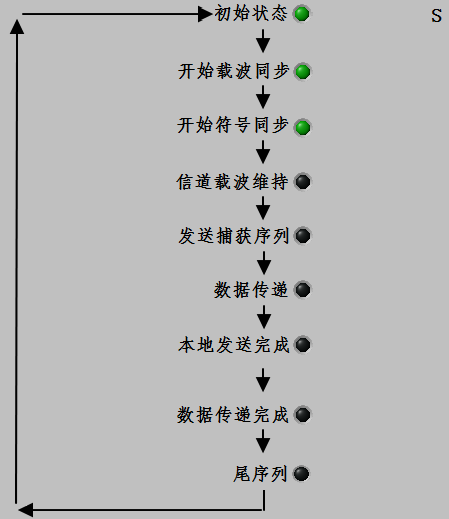 初始状态 S
开始载波同步
开始符号同步
信道载波维持
发送捕获序列
数据传递
本地发送完成
数据传递完成
尾序列